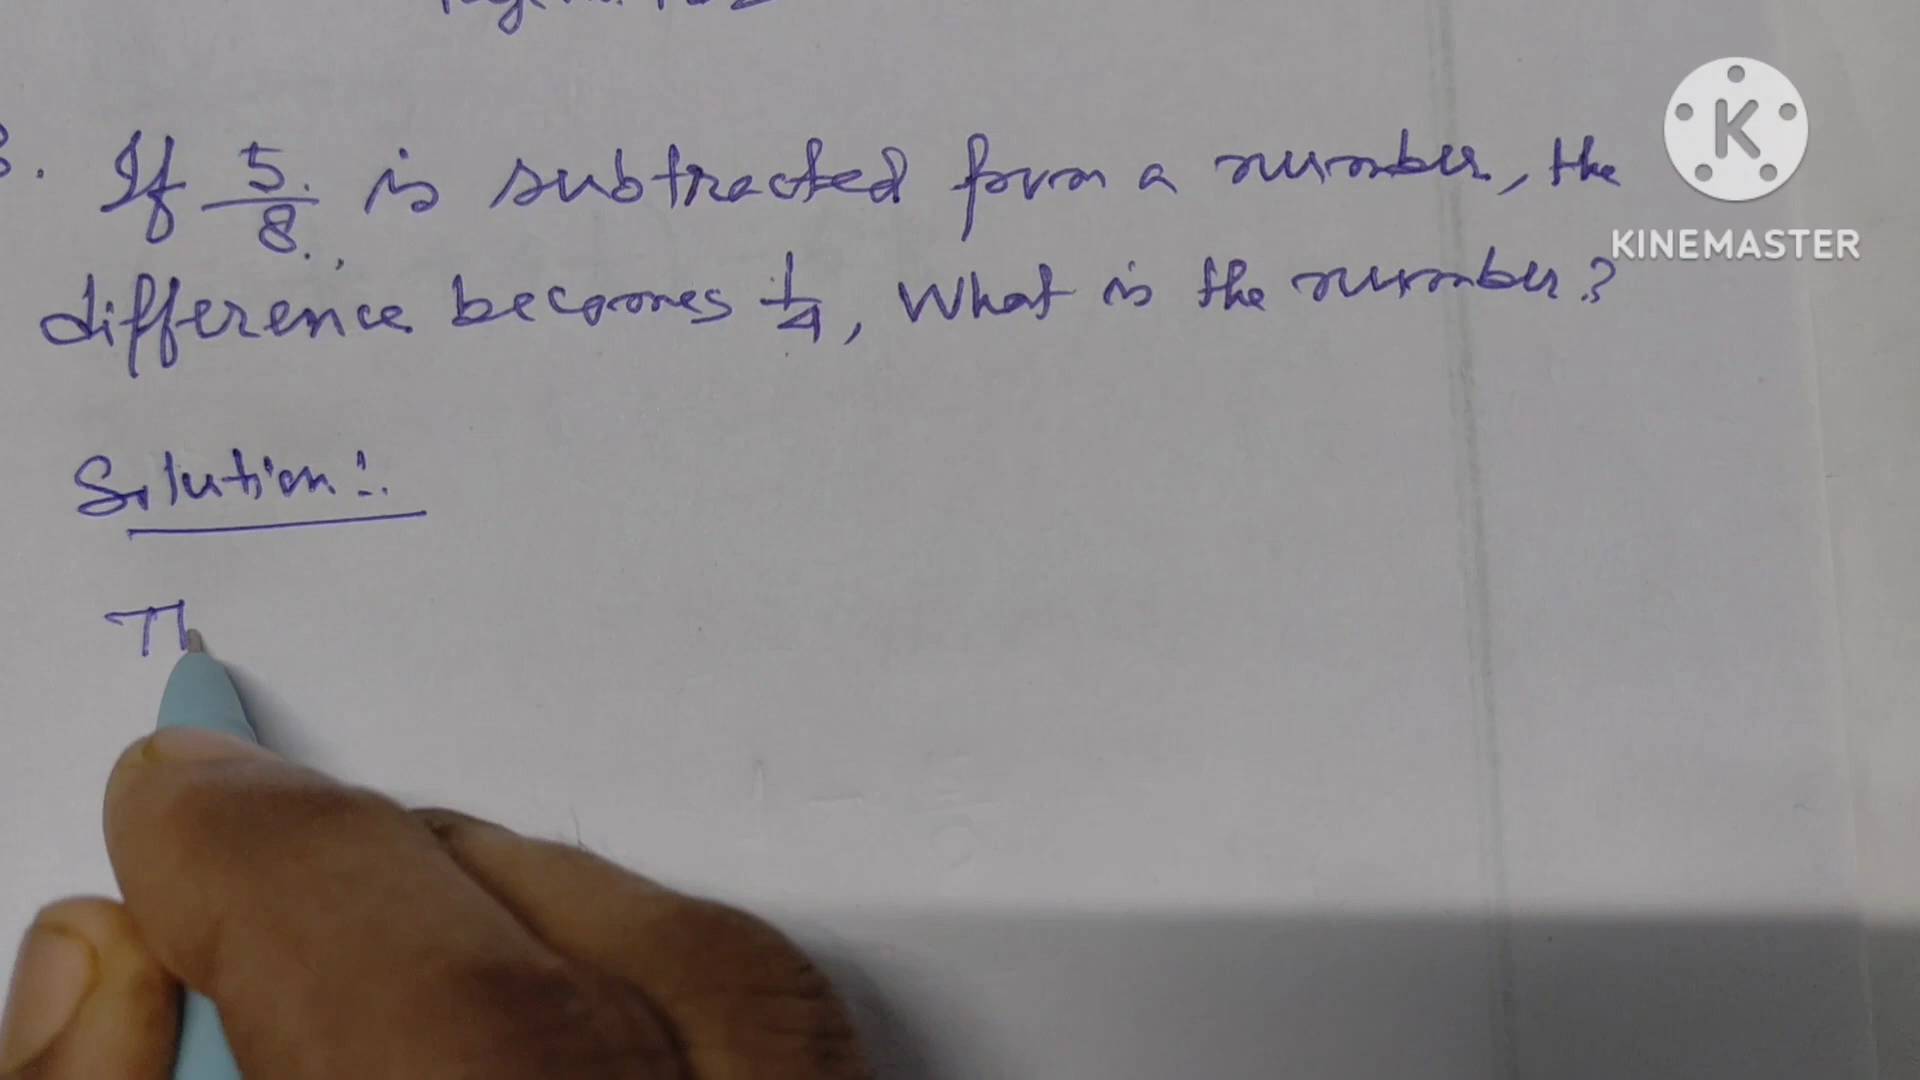 3. If 5/8 is subtracted form a number, the
difference becomes 1/4, What is the number?
Solution:-
Th
K
KINEMASTER